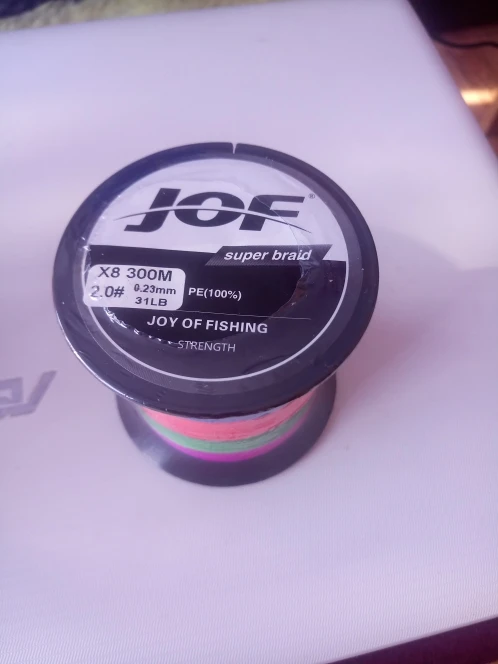 JOF®
super braid
X8 300M
2.0# 0.23mm
31LB
PE(100%)
JOY OF FISHING
STRENGTH